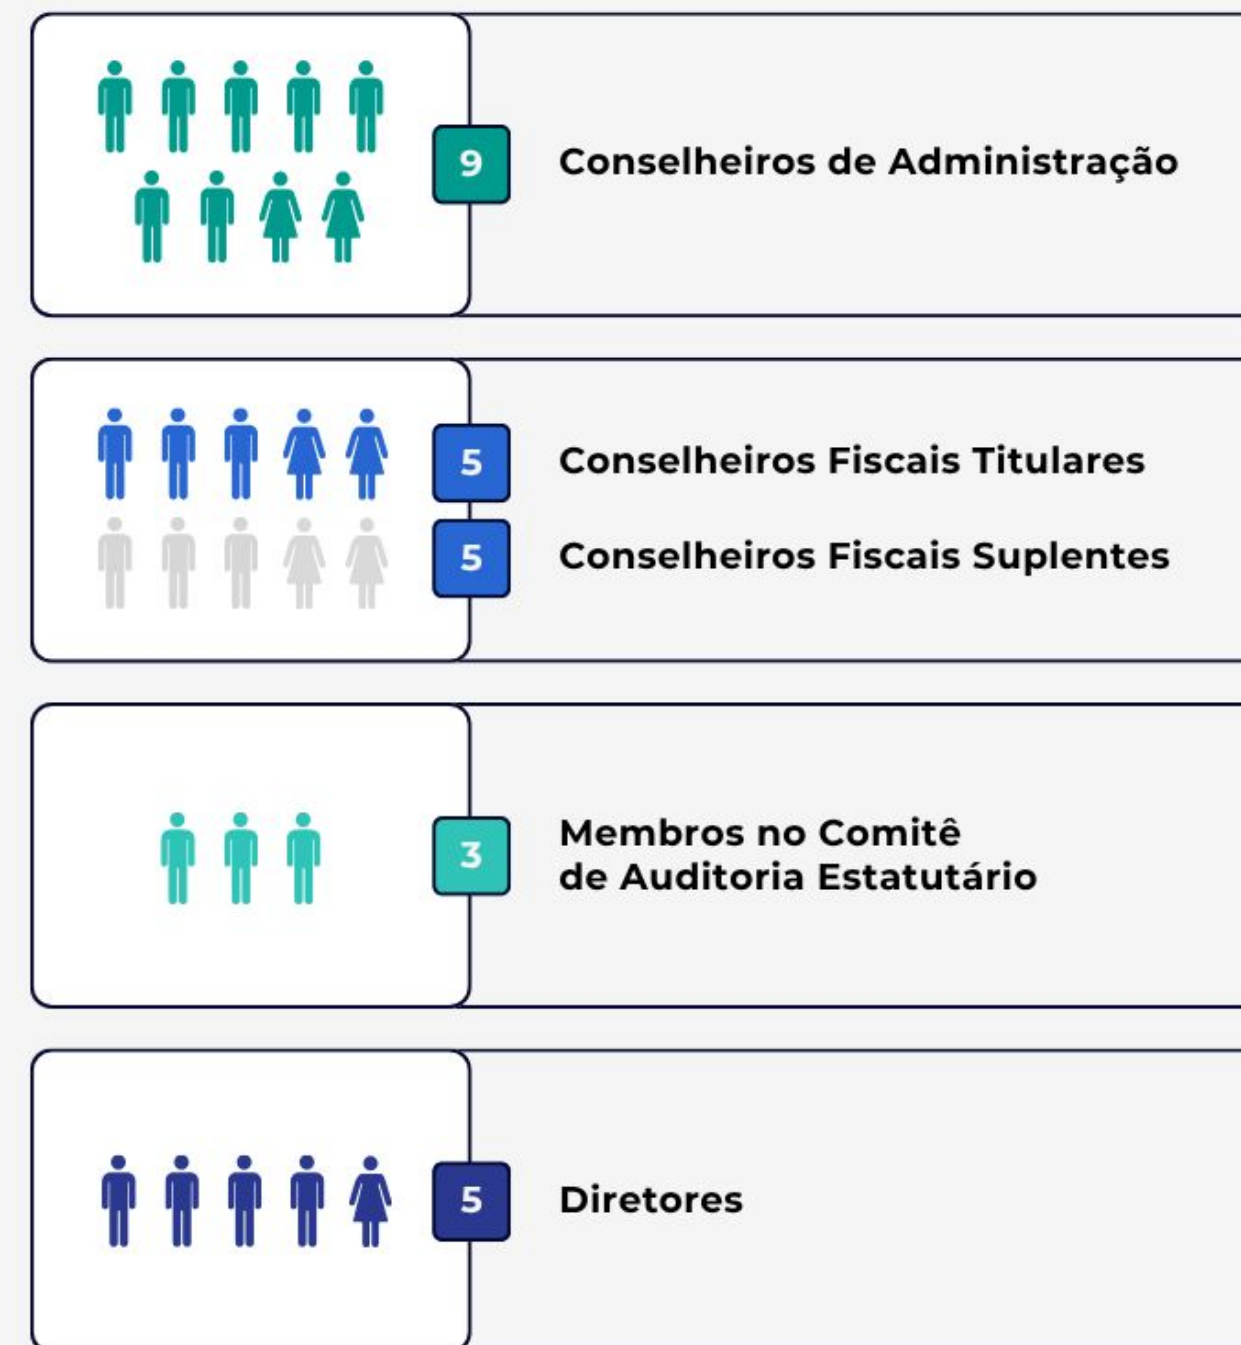 9
Conselheiros de Administração
5
Conselheiros Fiscais Titulares
5
Conselheiros Fiscais Suplentes
3
Membros no Comitê
de Auditoria Estatutário
5
Diretores